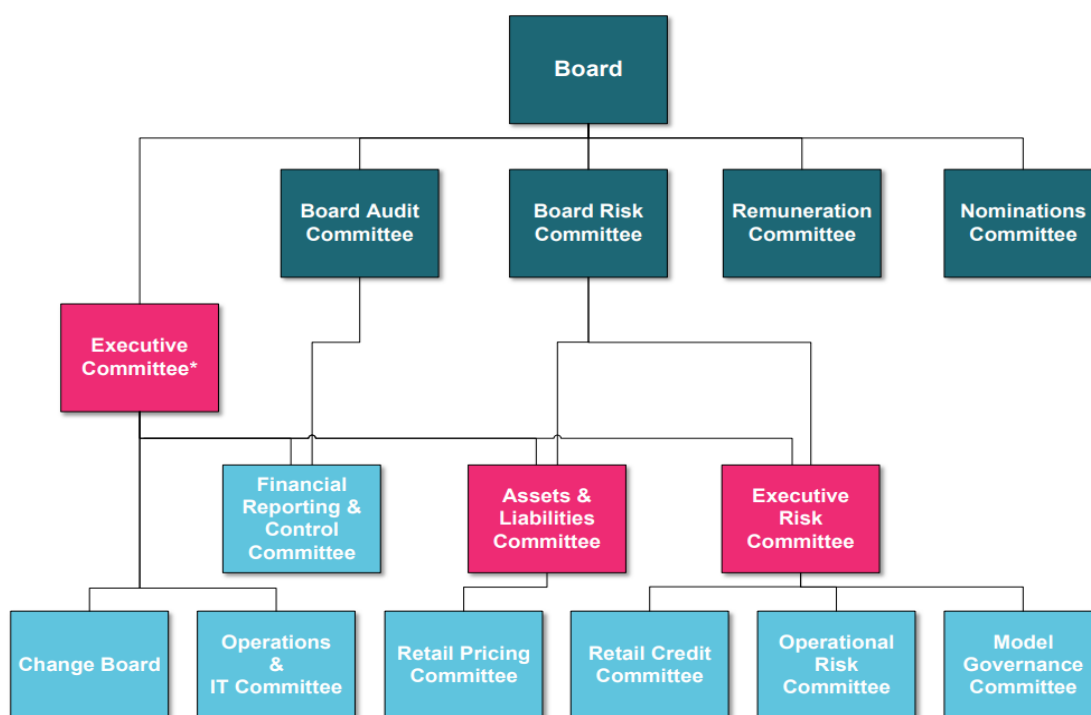 Board
Board Audit
Committee
Board Risk
Committee
Remuneration
Committee
Nominations
Committee
Executive
Committee*
Financial
Reporting &
Control
Committee
Assets &
Liabilities
Committee
Executive
Risk
Committee
Change Board
Operations
&
IT Committee
Retail Pricing
Committee
Retail Credit
Committee
Operational
Risk
Committee
Model
Governance
Committee